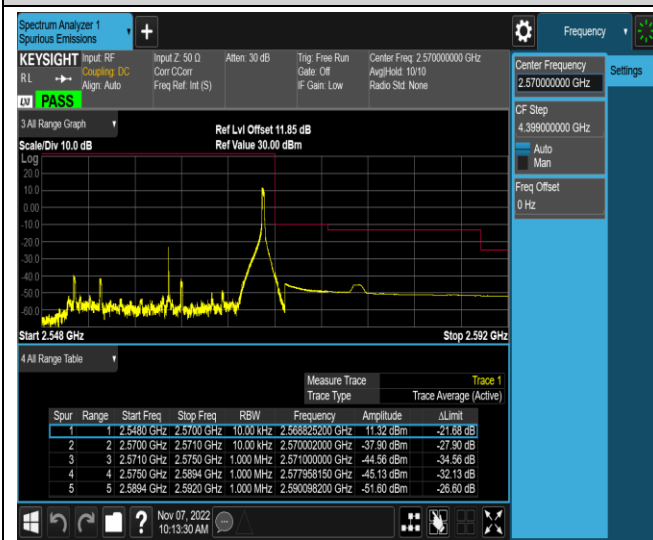 Spectrum Analyzer 1
Spurious Emissions
Frequency
KEYSIGHT
RL
LXI
PASS
Input: RF
Coupling: DC
Align: Auto
Input Z: 50 Ω
Corr CCorr
Freq Ref: Int (S)
Atten: 30 dB
Trig: Free Run
Gate: Off
IF Gain: Low
Center Freq: 2.570000000 GHz
Avg|Hold: 10/10
Radio Std: None
Center Frequency
2.570000000 GHz
Settings
CF Step
4.399000000 GHz
Auto
Man
Freq Offset
0 Hz
3 All Range Graph
Scale/Div 10.0 dB
Ref Lvl Offset 11.85 dB
Ref Value 30.00 dBm
Log
20.0
10.0
0.00
-10.0
-20.0
-30.0
-40.0
-50.0
-60.0
Start 2.548 GHz
Stop 2.592 GHz
4 All Range Table
Measure Trace Trace 1
Trace Type Trace Average (Active)
Spur Range Start Freq Stop Freq RBW Frequency Amplitude ΔLimit
1 1 2.5480 GHz 2.5700 GHz 10.00 kHz 2.568825200 GHz 11.32 dBm -21.68 dB
2 2 2.5700 GHz 2.5710 GHz 10.00 kHz 2.570002000 GHz -37.90 dBm -27.90 dB
3 3 2.5710 GHz 2.5750 GHz 1.000 MHz 2.571000000 GHz -44.56 dBm -34.56 dB
4 4 2.5750 GHz 2.5894 GHz 1.000 MHz 2.577958150 GHz -45.13 dBm -32.13 dB
5 5 2.5894 GHz 2.5920 GHz 1.000 MHz 2.590098200 GHz -51.60 dBm -26.60 dB
?
Nov 07, 2022
10:13:30 AM